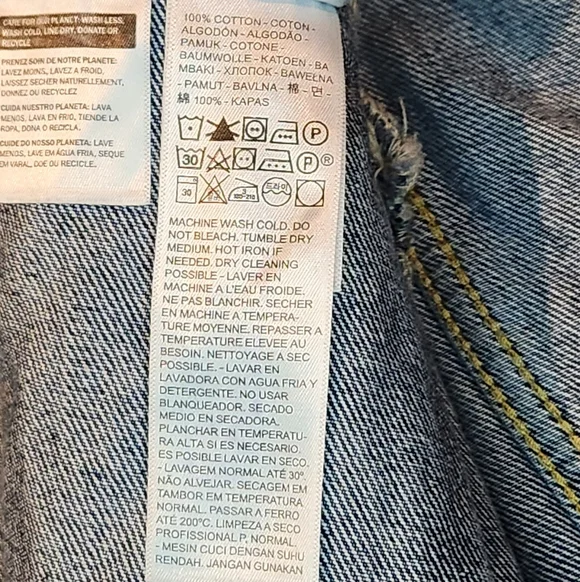 CARE FOR OUR PLANET: WASH LESS,
WASH COLD, LINE DRY, DONATE OR
RECYCLE
PRENEZ SOIN DE NOTRE PLANETE:
LAVEZ MOINS, LAVEZ A FROID,
LAISSEZ SECHER NATURELLEMENT,
DONNEZ OU RECYCLEZ
CUIDA NUESTRO PLANETA: LAVA
MENOS, LAVA EN FRIO, TIENDE LA
ROPA, DONA O RECICLA.
CUIDE DO NOSSO PLANETA: LAVE
MENOS, LAVE EM ÁGUA FRIA, SEQUE
EM VARAL, DOE OU RECICLE.
100% COTTON - COTON -
ALGODÓN - ALGODÃO -
PAMUK - COTONE -
BAUMWOLLE - KATOEN - BA
MBAKI - ХЛОПОК - BAWEŁNA
- PAMUT - BAVLNA - 棉 - 면 -
綿 100% - KAPAS
P
30 P ®
30 3 드라이
MACHINE WASH COLD. DO
NOT BLEACH. TUMBLE DRY
MEDIUM. HOT IRON IF
NEEDED. DRY CLEANING
POSSIBLE - LAVER EN
MACHINE A L'EAU FROIDE.
NE PAS BLANCHIR. SECHER
EN MACHINE A TEMPERA-
TURE MOYENNE. REPASSER A
TEMPERATURE ELEVEE AU
BESOIN. NETTOYAGE A SEC
POSSIBLE. - LAVAR EN
LAVADORA CON AGUA FRIA Y
DETERGENTE. NO USAR
BLANQUEADOR. SECADO
MEDIO EN SECADORA.
PLANCHAR EN TEMPERATU-
RA ALTA SI ES NECESARIO.
ES POSIBLE LAVAR EN SECO.
- LAVAGEM NORMAL ATÉ 30º.
NÃO ALVEJAR. SECAGEM EM
TAMBOR EM TEMPERATURA
NORMAL. PASSAR A FERRO
ATÉ 200°C. LIMPEZA A SECO
PROFISSIONAL P, NORMAL.
- MESIN CUCI DENGAN SUHU
RENDAH. JANGAN GUNAKAN